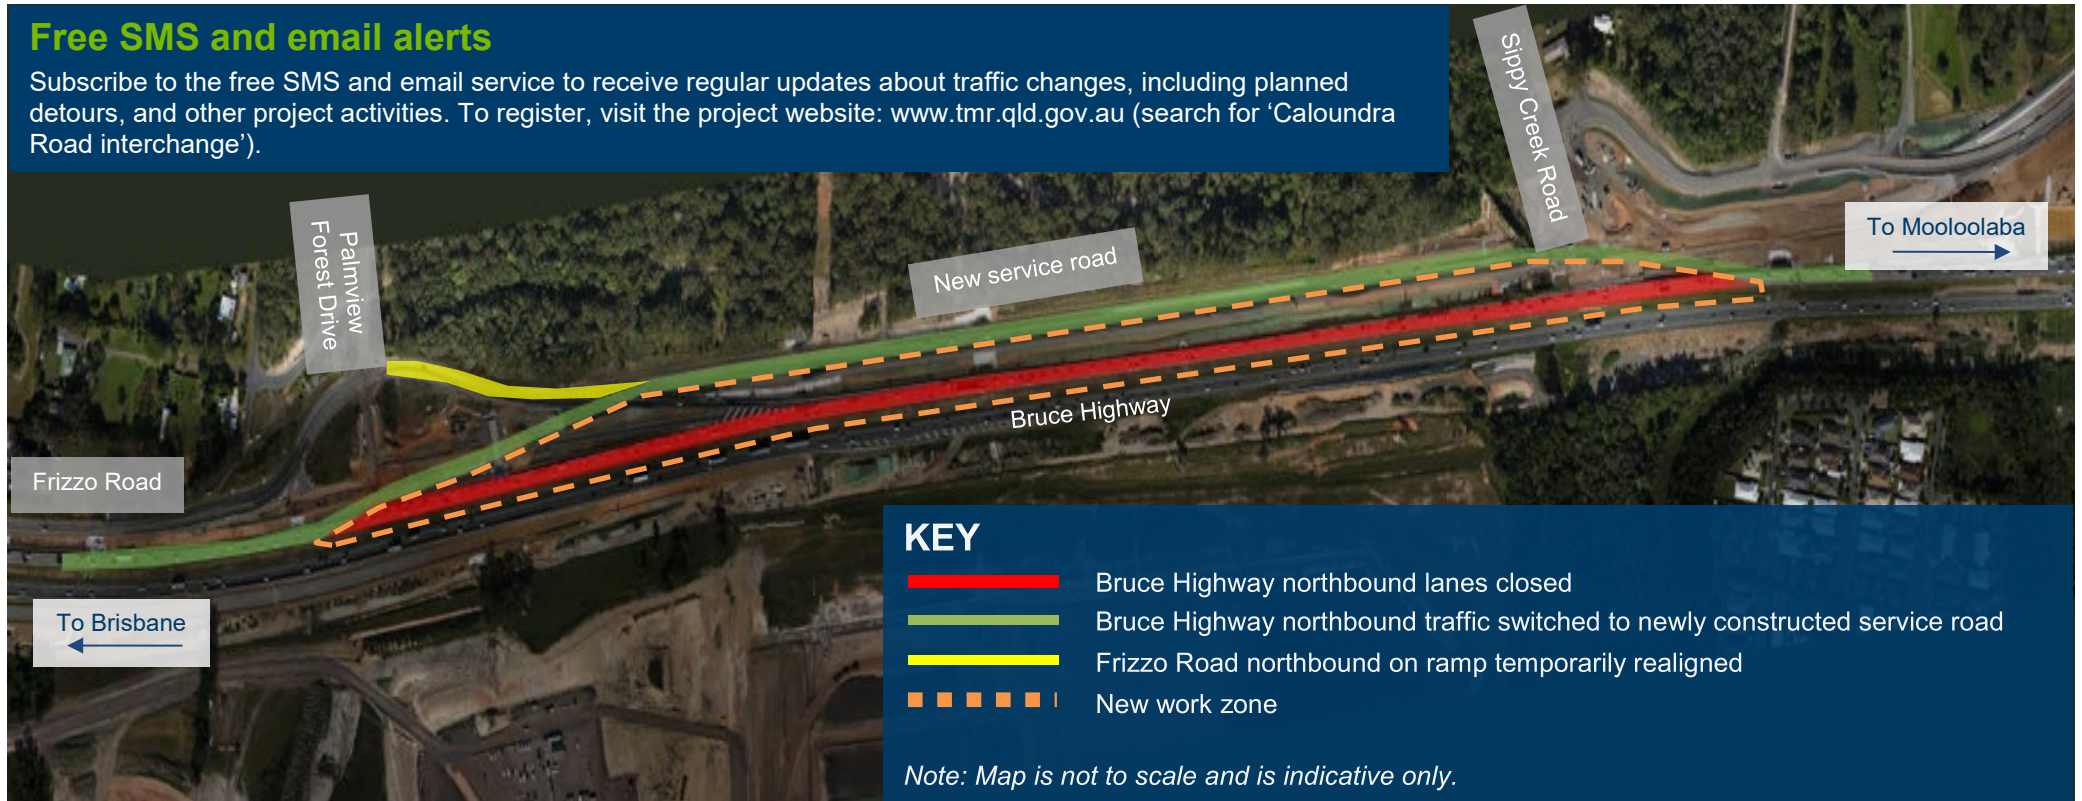 Free SMS and email alerts
Subscribe to the free SMS and email service to receive regular updates about traffic changes, including planned
detours, and other project activities. To register, visit the project website: www.tmr.qld.gov.au (search for ‘Caloundra
Road interchange’).
Sippy Creek Road
To Mooloolaba
Palmview
Forest Drive
New service road
Bruce Highway
Frizzo Road
To Brisbane
KEY
Bruce Highway northbound lanes closed
Bruce Highway northbound traffic switched to newly constructed service road
Frizzo Road northbound on ramp temporarily realigned
New work zone
Note: Map is not to scale and is indicative only.